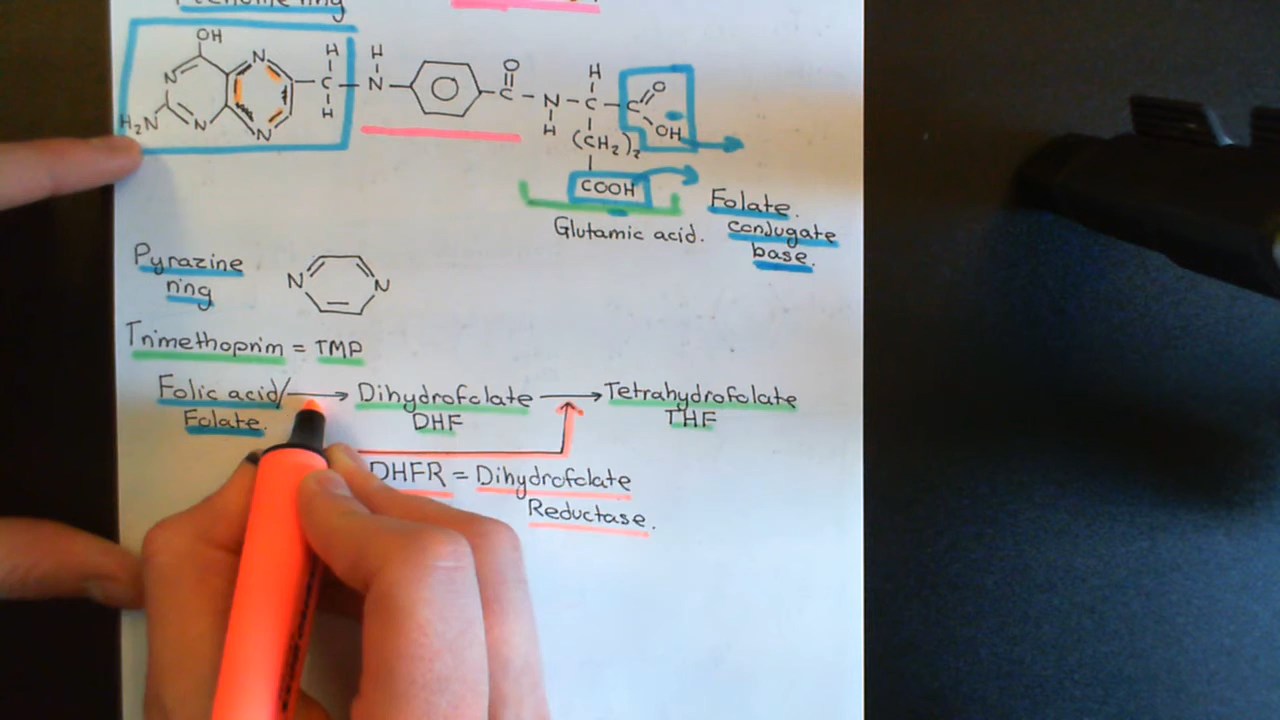 OH
N N H H O H O
C N C N C C
H₂N N N H H OH
(CH₂)₂
COOH
Folate.
Glutamic acid. conjugate
base.
Pyrazine
ring
N N
Trimethoprim = TMP
Folic acid/ → Dihydrofolate → Tetrahydrofolate
Folate. DHF THF
DHFR = Dihydrofolate
Reductase.